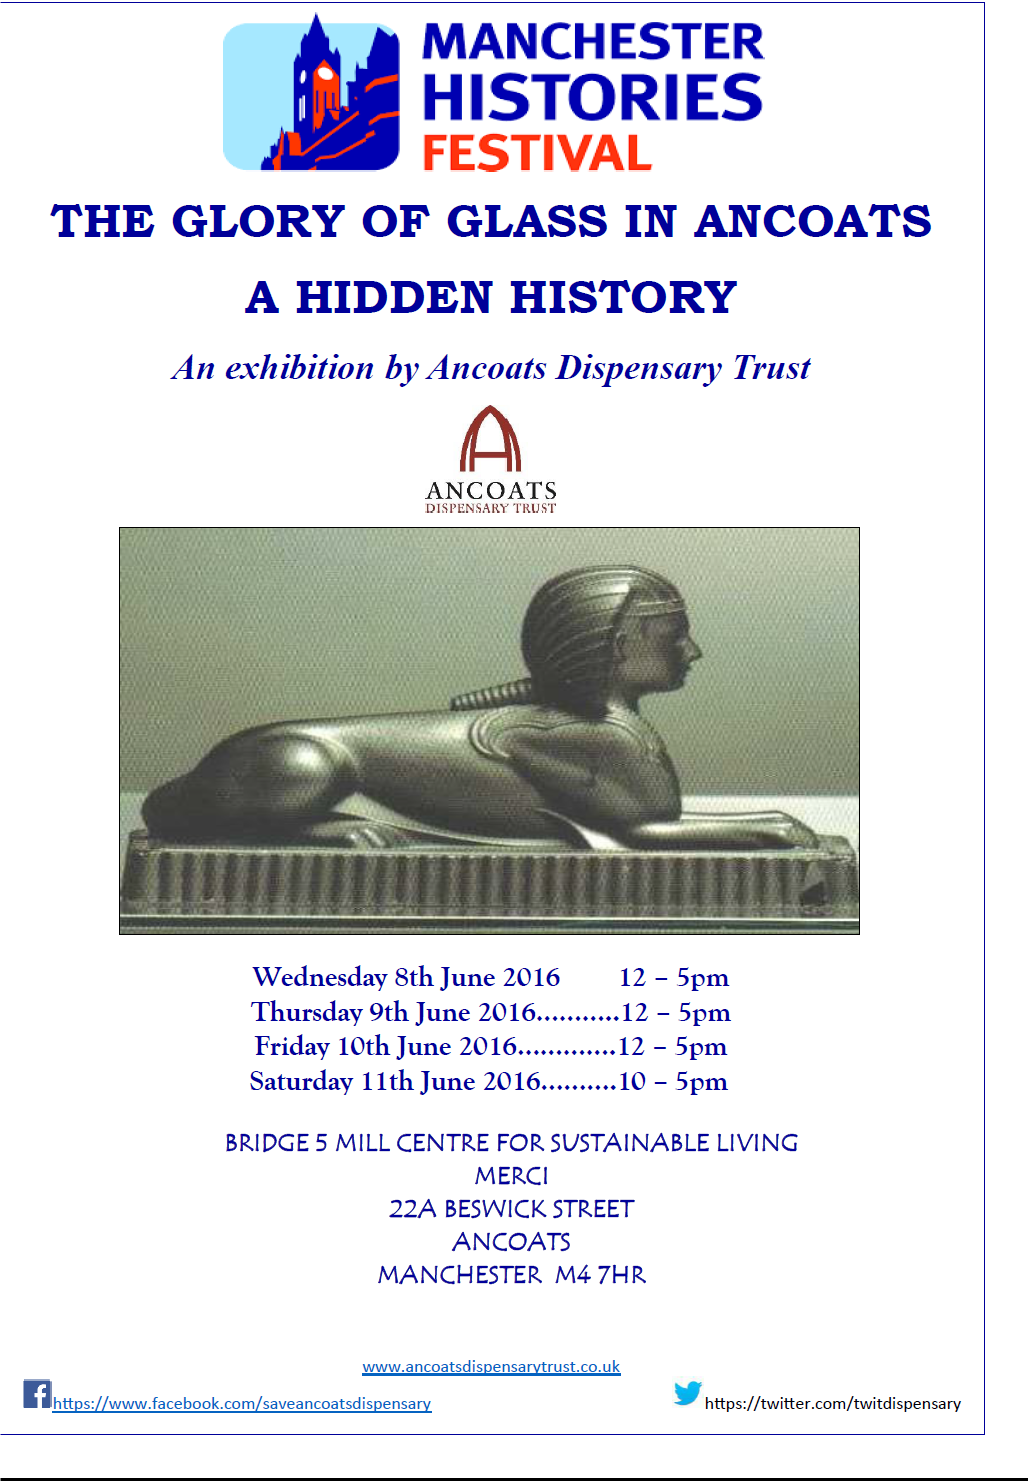 MANCHESTER
HISTORIES
FESTIVAL
THE GLORY OF GLASS IN ANCOATS
A HIDDEN HISTORY
An exhibition by Ancoats Dispensary Trust
ANCOATS
DISPENSARY TRUST
Wednesday 8th June 2016 12 – 5pm
Thursday 9th June 2016...........12 – 5pm
Friday 10th June 2016.............12 – 5pm
Saturday 11th June 2016..........10 – 5pm
BRIDGE 5 MILL CENTRE FOR SUSTAINABLE LIVING
MERCI
22A BESWICK STREET
ANCOATS
MANCHESTER M4 7HR
www.ancoatsdispensarytrust.co.uk
https://www.facebook.com/saveancoatsdispensary
https://twitter.com/twitdispensary